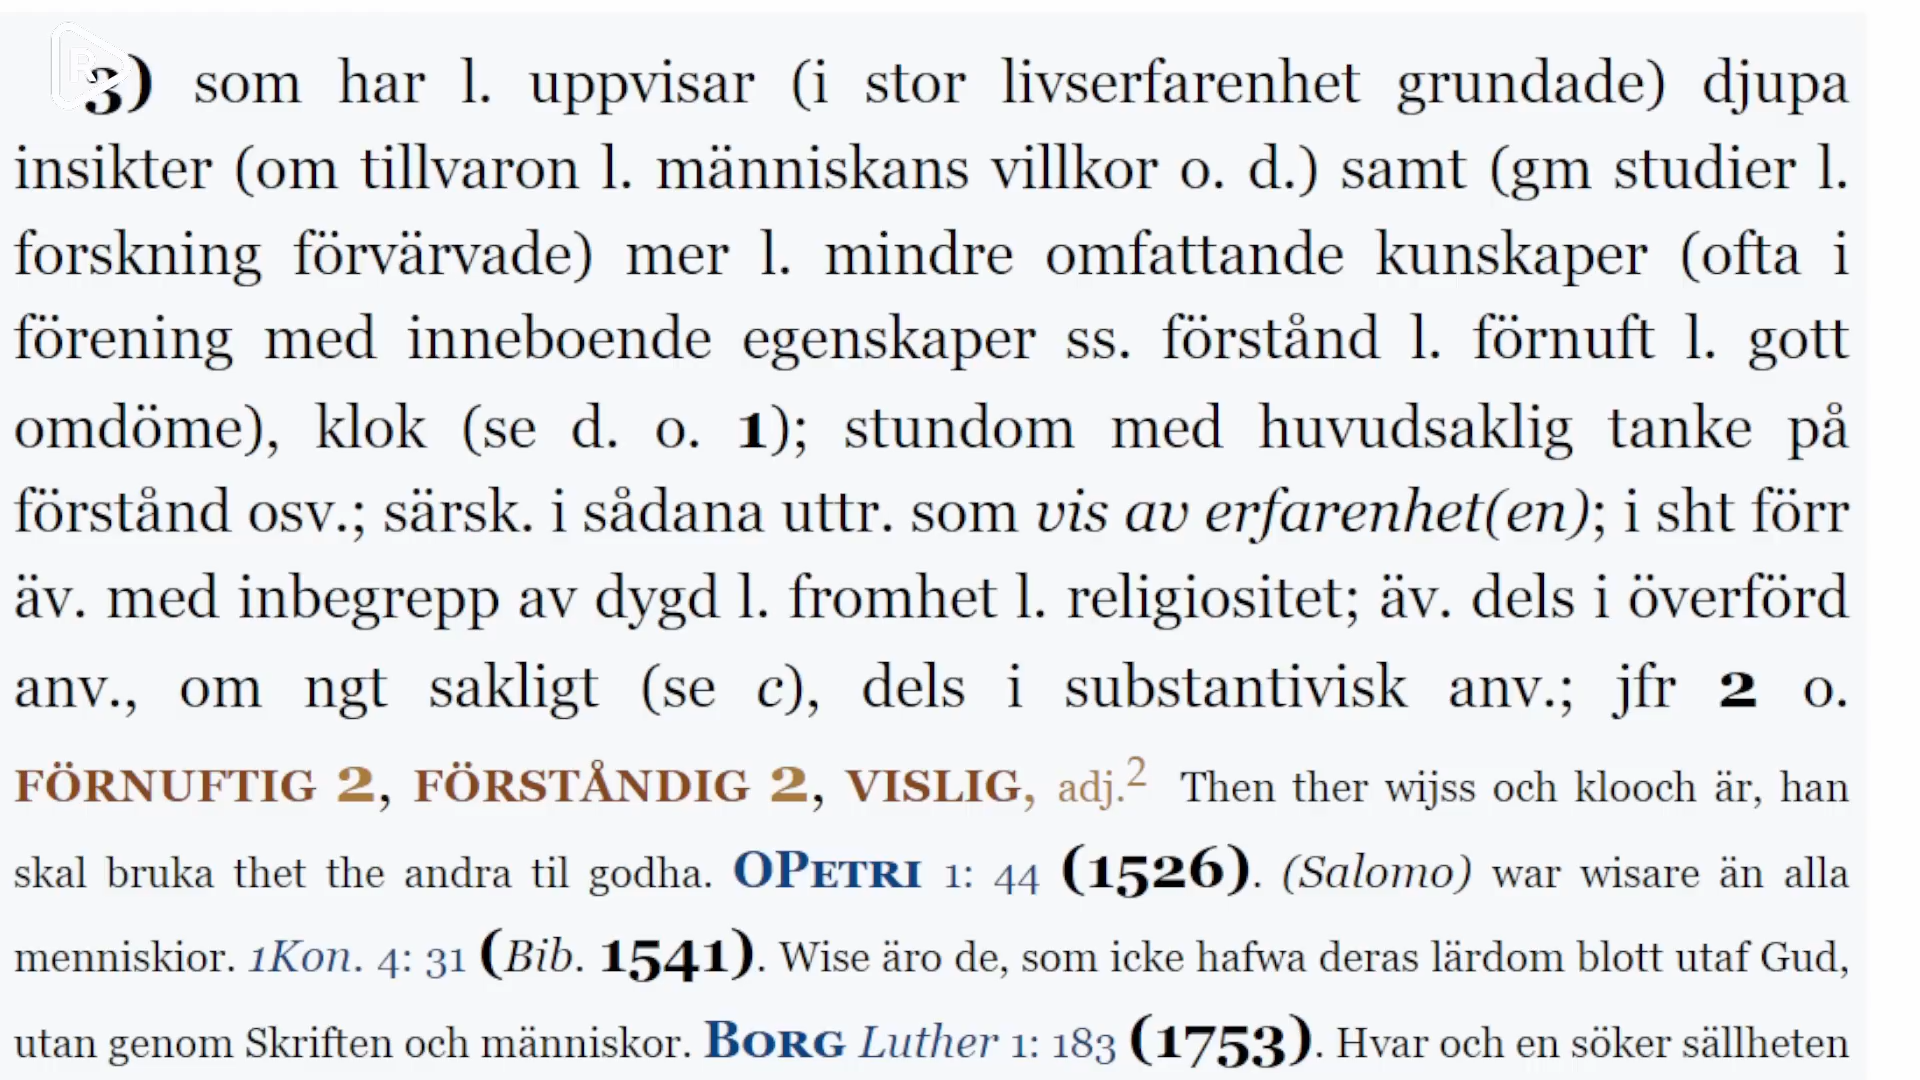 R
3) som har l. uppvisar (i stor livserfarenhet grundade) djupa
insikter (om tillvaron l. människans villkor o. d.) samt (gm studier l.
forskning förvärvade) mer l. mindre omfattande kunskaper (ofta i
förening med inneboende egenskaper ss. förstånd l. förnuft l. gott
omdöme), klok (se d. o. 1); stundom med huvudsaklig tanke på
förstånd osv.; särsk. i sådana uttr. som vis av erfarenhet(en); i sht förr
äv. med inbegrepp av dygd l. fromhet l. religiositet; äv. dels i överförd
anv., om ngt sakligt (se c), dels i substantivisk anv.; jfr 2 o.
FÖRNUFTIG 2, FÖRSTÅNDIG 2, VISLIG, adj.2 Then ther wijss och klooch är, han
skal bruka thet the andra til godha. OPETRI 1: 44 (1526). (Salomo) war wisare än alla
menniskior. 1Kon. 4: 31 (Bib. 1541). Wise äro de, som icke hafwa deras lärdom blott utaf Gud,
utan genom Skriften och människor. BORG Luther 1: 183 (1753). Hvar och en söker sällheten